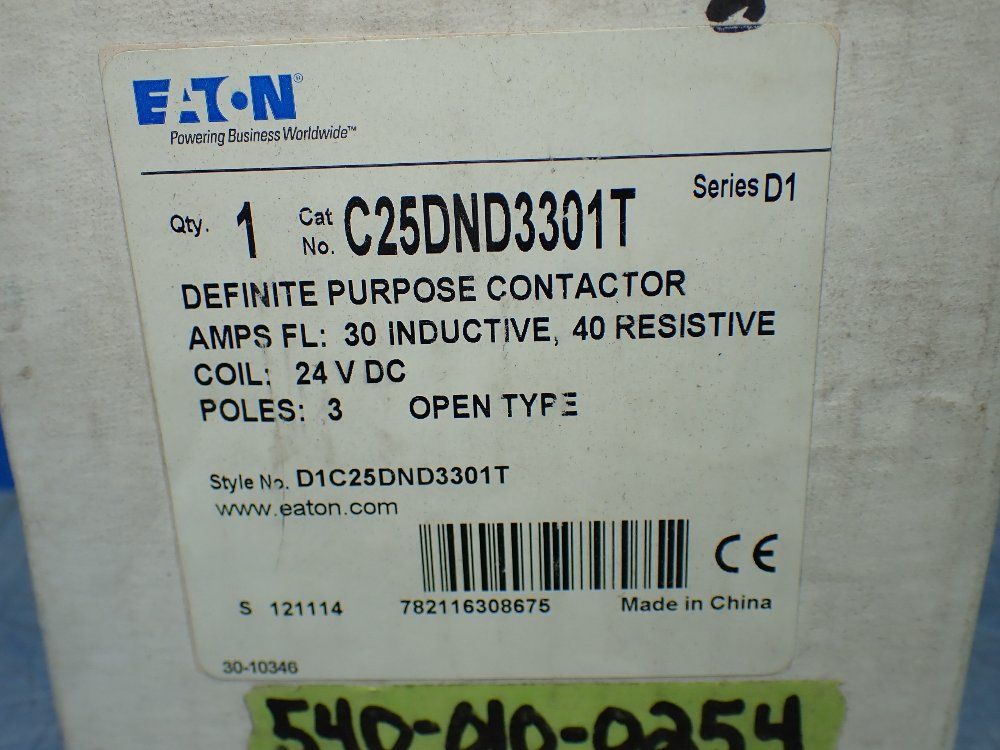 EATON®
Powering Business Worldwide™
Qty. 1 Cat No. C25DND3301T Series D1
DEFINITE PURPOSE CONTACTOR
AMPS FL: 30 INDUCTIVE, 40 RESISTIVE
COIL: 24 V DC
POLES: 3 OPEN TYPE
Style No. D1C25DND3301T
www.eaton.com
CE
S 121114 782116308675 Made in China
30-10346
540-010-0254